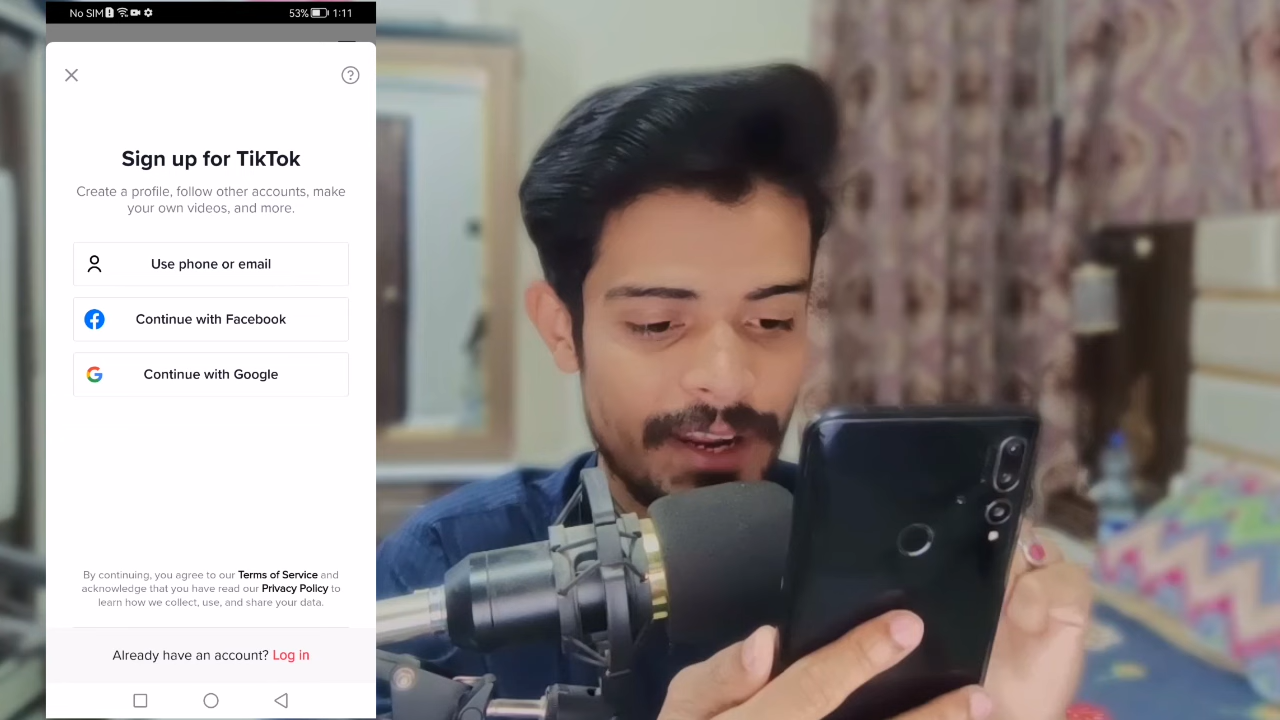 No SIM 53% 1:11
Sign up for TikTok
Create a profile, follow other accounts, make
your own videos, and more.
Use phone or email
Continue with Facebook
Continue with Google
By continuing, you agree to our Terms of Service and
acknowledge that you have read our Privacy Policy to
learn how we collect, use, and share your data.
Already have an account? Log in